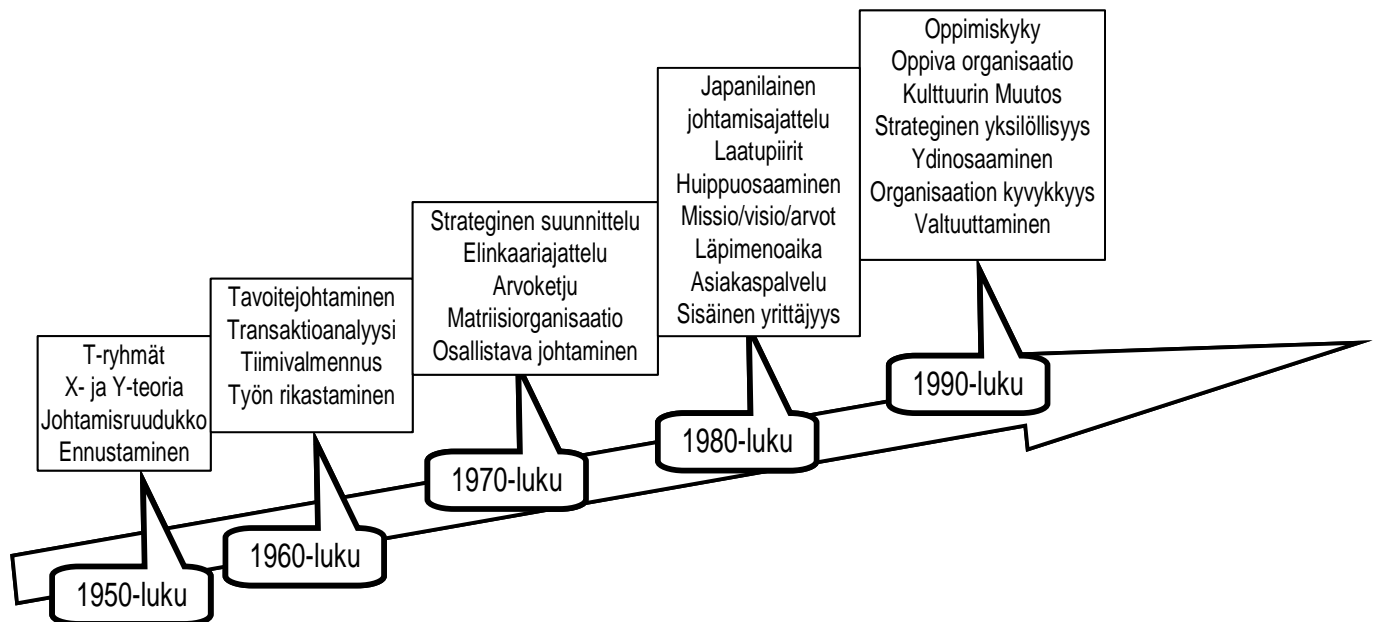 T-ryhmät
X- ja Y-teoria
Johtamisruudukko
Ennustaminen
1950-luku
Tavoitejohtaminen
Transaktioanalyysi
Tiimivalmennus
Työn rikastaminen
1960-luku
Strateginen suunnittelu
Elinkaariajattelu
Arvoketju
Matriisiorganisaatio
Osallistava johtaminen
1970-luku
Japanilainen
johtamisajattelu
Laatupiirit
Huippuosaaminen
Missio/visio/arvot
Läpimenoaika
Asiakaspalvelu
Sisäinen yrittäjyys
1980-luku
Oppimiskyky
Oppiva organisaatio
Kulttuurin Muutos
Strateginen yksilöllisyys
Ydinosaaminen
Organisaation kyvykkyys
Valtuuttaminen
1990-luku